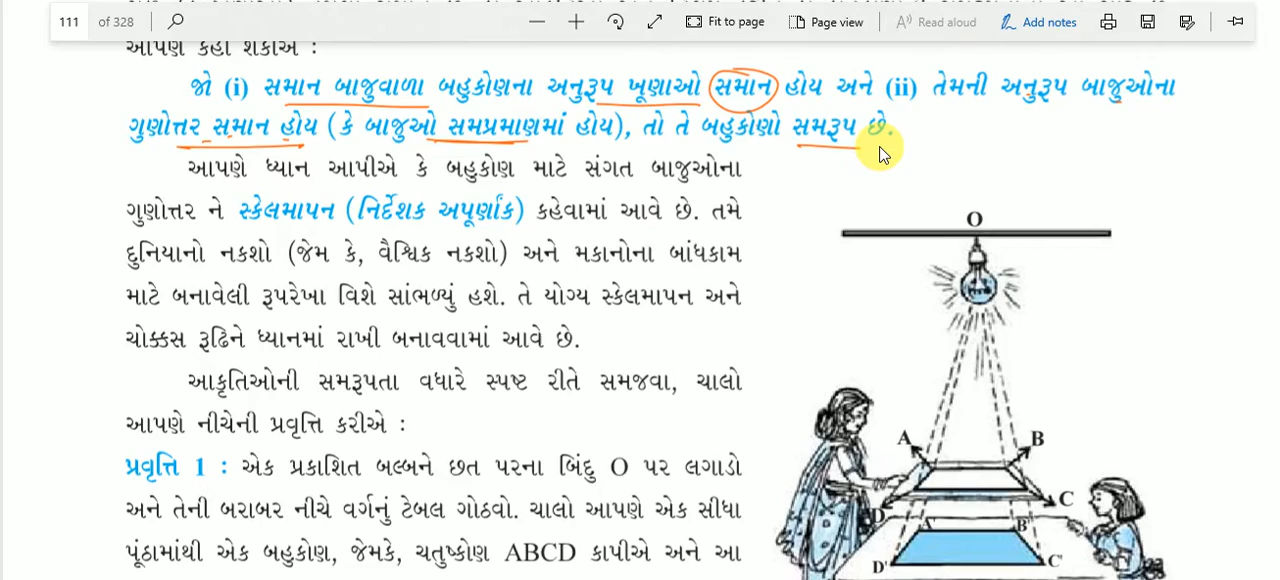 111 of 328 Fit to page Page view Read aloud Add notes
આપણે કહી શકીએ :
જો (i) સમાન બાજુવાળા બહુકોણના અનુરૂપ ખૂણાઓ સમાન હોય અને (ii) તેમની અનુરૂપ બાજુઓના
ગુણોત્તર સમાન હોય (કે બાજુઓ સમપ્રમાણમાં હોય), તો તે બહુકોણો સમરૂપ છે.
આપણે ધ્યાન આપીએ કે બહુકોણ માટે સંગત બાજુઓના
ગુણોત્તર ને સ્કેલમાપન (નિર્દેશક અપૂર્ણાંક) કહેવામાં આવે છે. તમે
દુનિયાનો નકશો (જેમ કે, વૈશ્વિક નકશો) અને મકાનોના બાંધકામ
માટે બનાવેલી રૂપરેખા વિશે સાંભળ્યું હશે. તે યોગ્ય સ્કેલમાપન અને
ચોક્કસ રૂઢિને ધ્યાનમાં રાખી બનાવવામાં આવે છે.
આકૃતિઓની સમરૂપતા વધારે સ્પષ્ટ રીતે સમજવા, ચાલો
આપણે નીચેની પ્રવૃત્તિ કરીએ :
પ્રવૃત્તિ 1 : એક પ્રકાશિત બલ્બને છત પરના બિંદુ O પર લગાડો
અને તેની બરાબર નીચે વર્ગનું ટેબલ ગોઠવો. ચાલો આપણે એક સીધા
પૂંઠામાંથી એક બહુકોણ, જેમકે, ચતુષ્કોણ ABCD કાપીએ અને આ
O
A B
D C
A' B'
D' C'